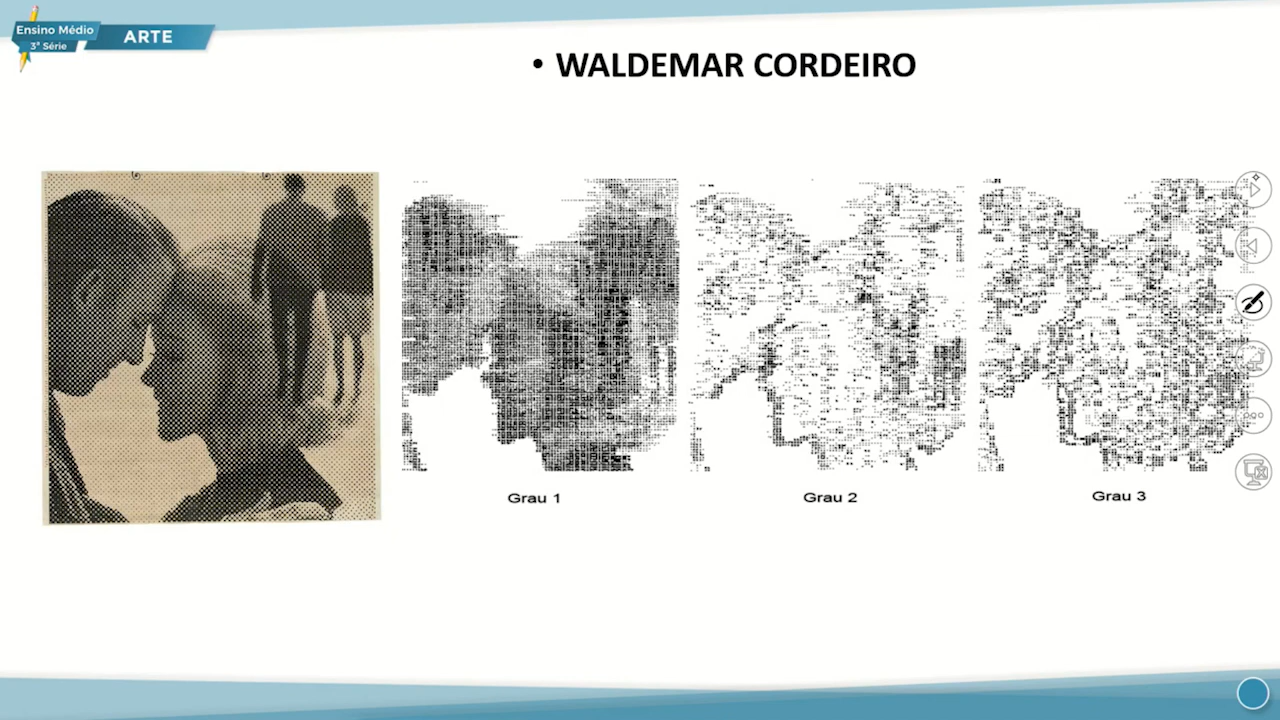 Ensino Médio
3ª Série
ARTE
• WALDEMAR CORDEIRO
Grau 1
Grau 2
Grau 3